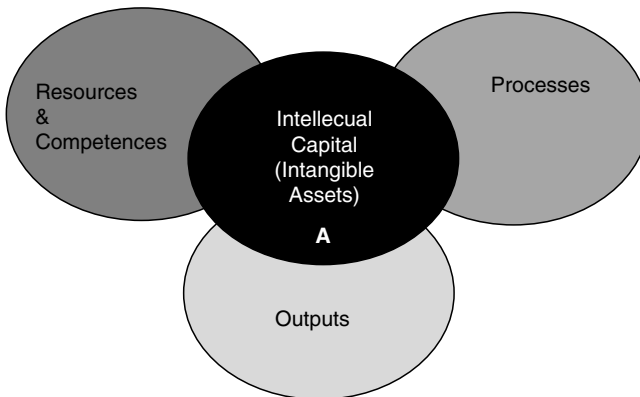 Resources
&
Competences
Intellecual
Capital
(Intangible
Assets)
A
Processes
Outputs